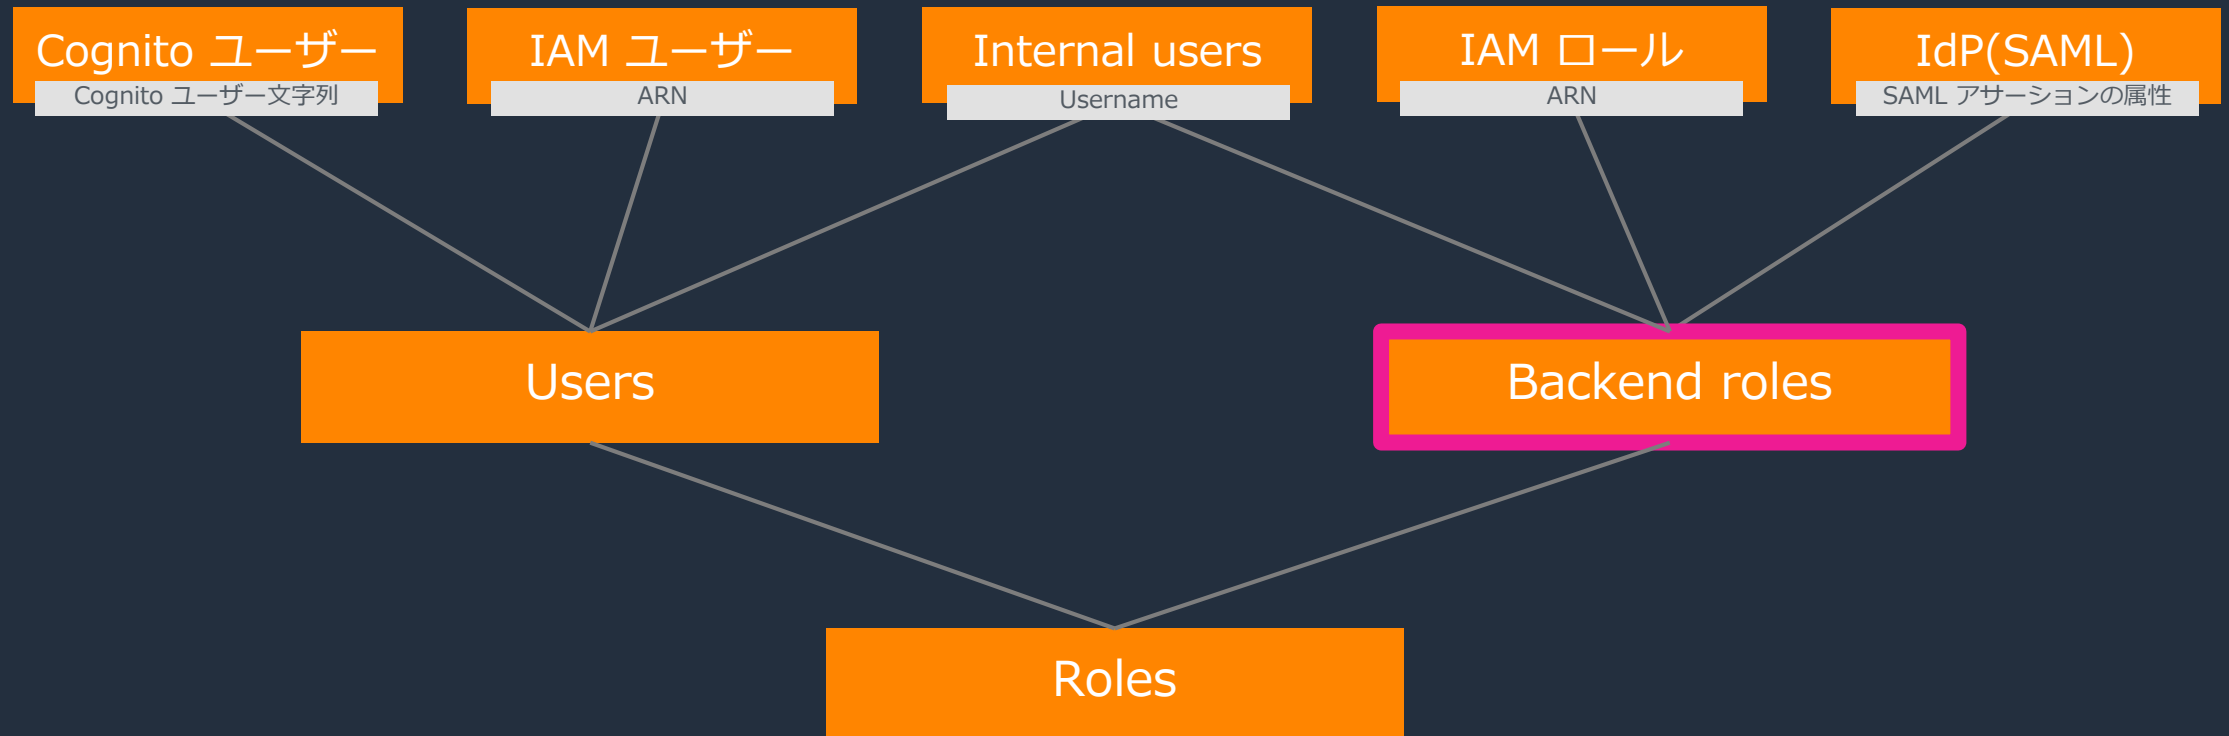 Cognito ユーザー
Cognito ユーザー文字列
IAM ユーザー
ARN
Internal users
Username
IAM ロール
ARN
IdP(SAML)
SAML アサーションの属性
Users
Backend roles
Roles